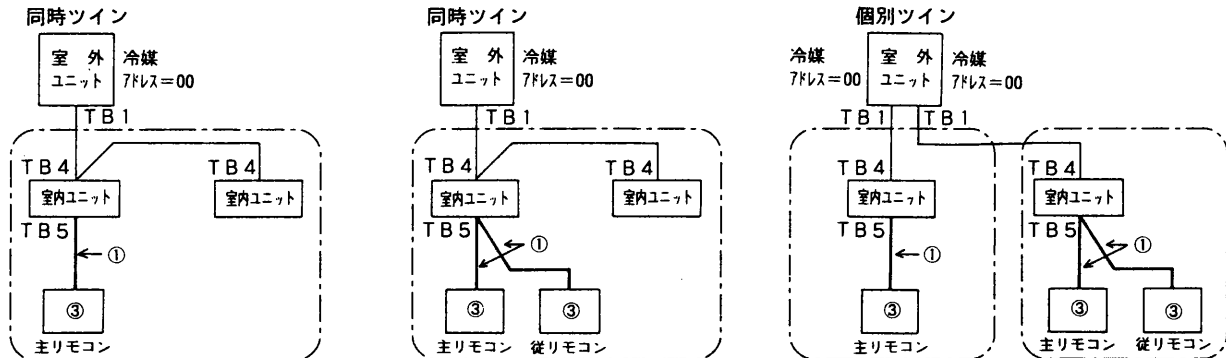 同時ツイン
室 外
ユニット
冷媒
アドレス=00
TB1
TB4
TB4
室内ユニット
室内ユニット
TB5
①
③
主リモコン
同時ツイン
室 外
ユニット
冷媒
アドレス=00
TB1
TB4
TB4
室内ユニット
室内ユニット
TB5
①
③
③
主リモコン
従リモコン
個別ツイン
冷媒
アドレス=00
室 外
ユニット
冷媒
アドレス=00
TB1
TB1
TB4
TB4
室内ユニット
室内ユニット
TB5
TB5
①
①
③
③
③
主リモコン
主リモコン
従リモコン